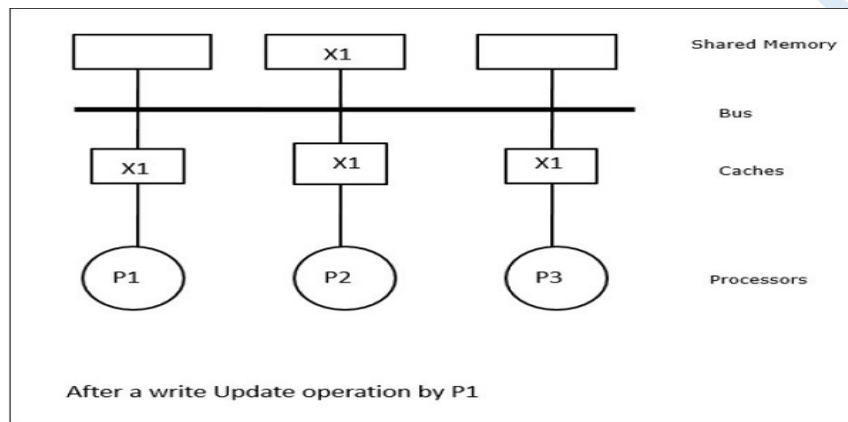 X1
Shared Memory
Bus
X1 X1 X1
Caches
P1 P2 P3
Processors
After a write Update operation by P1